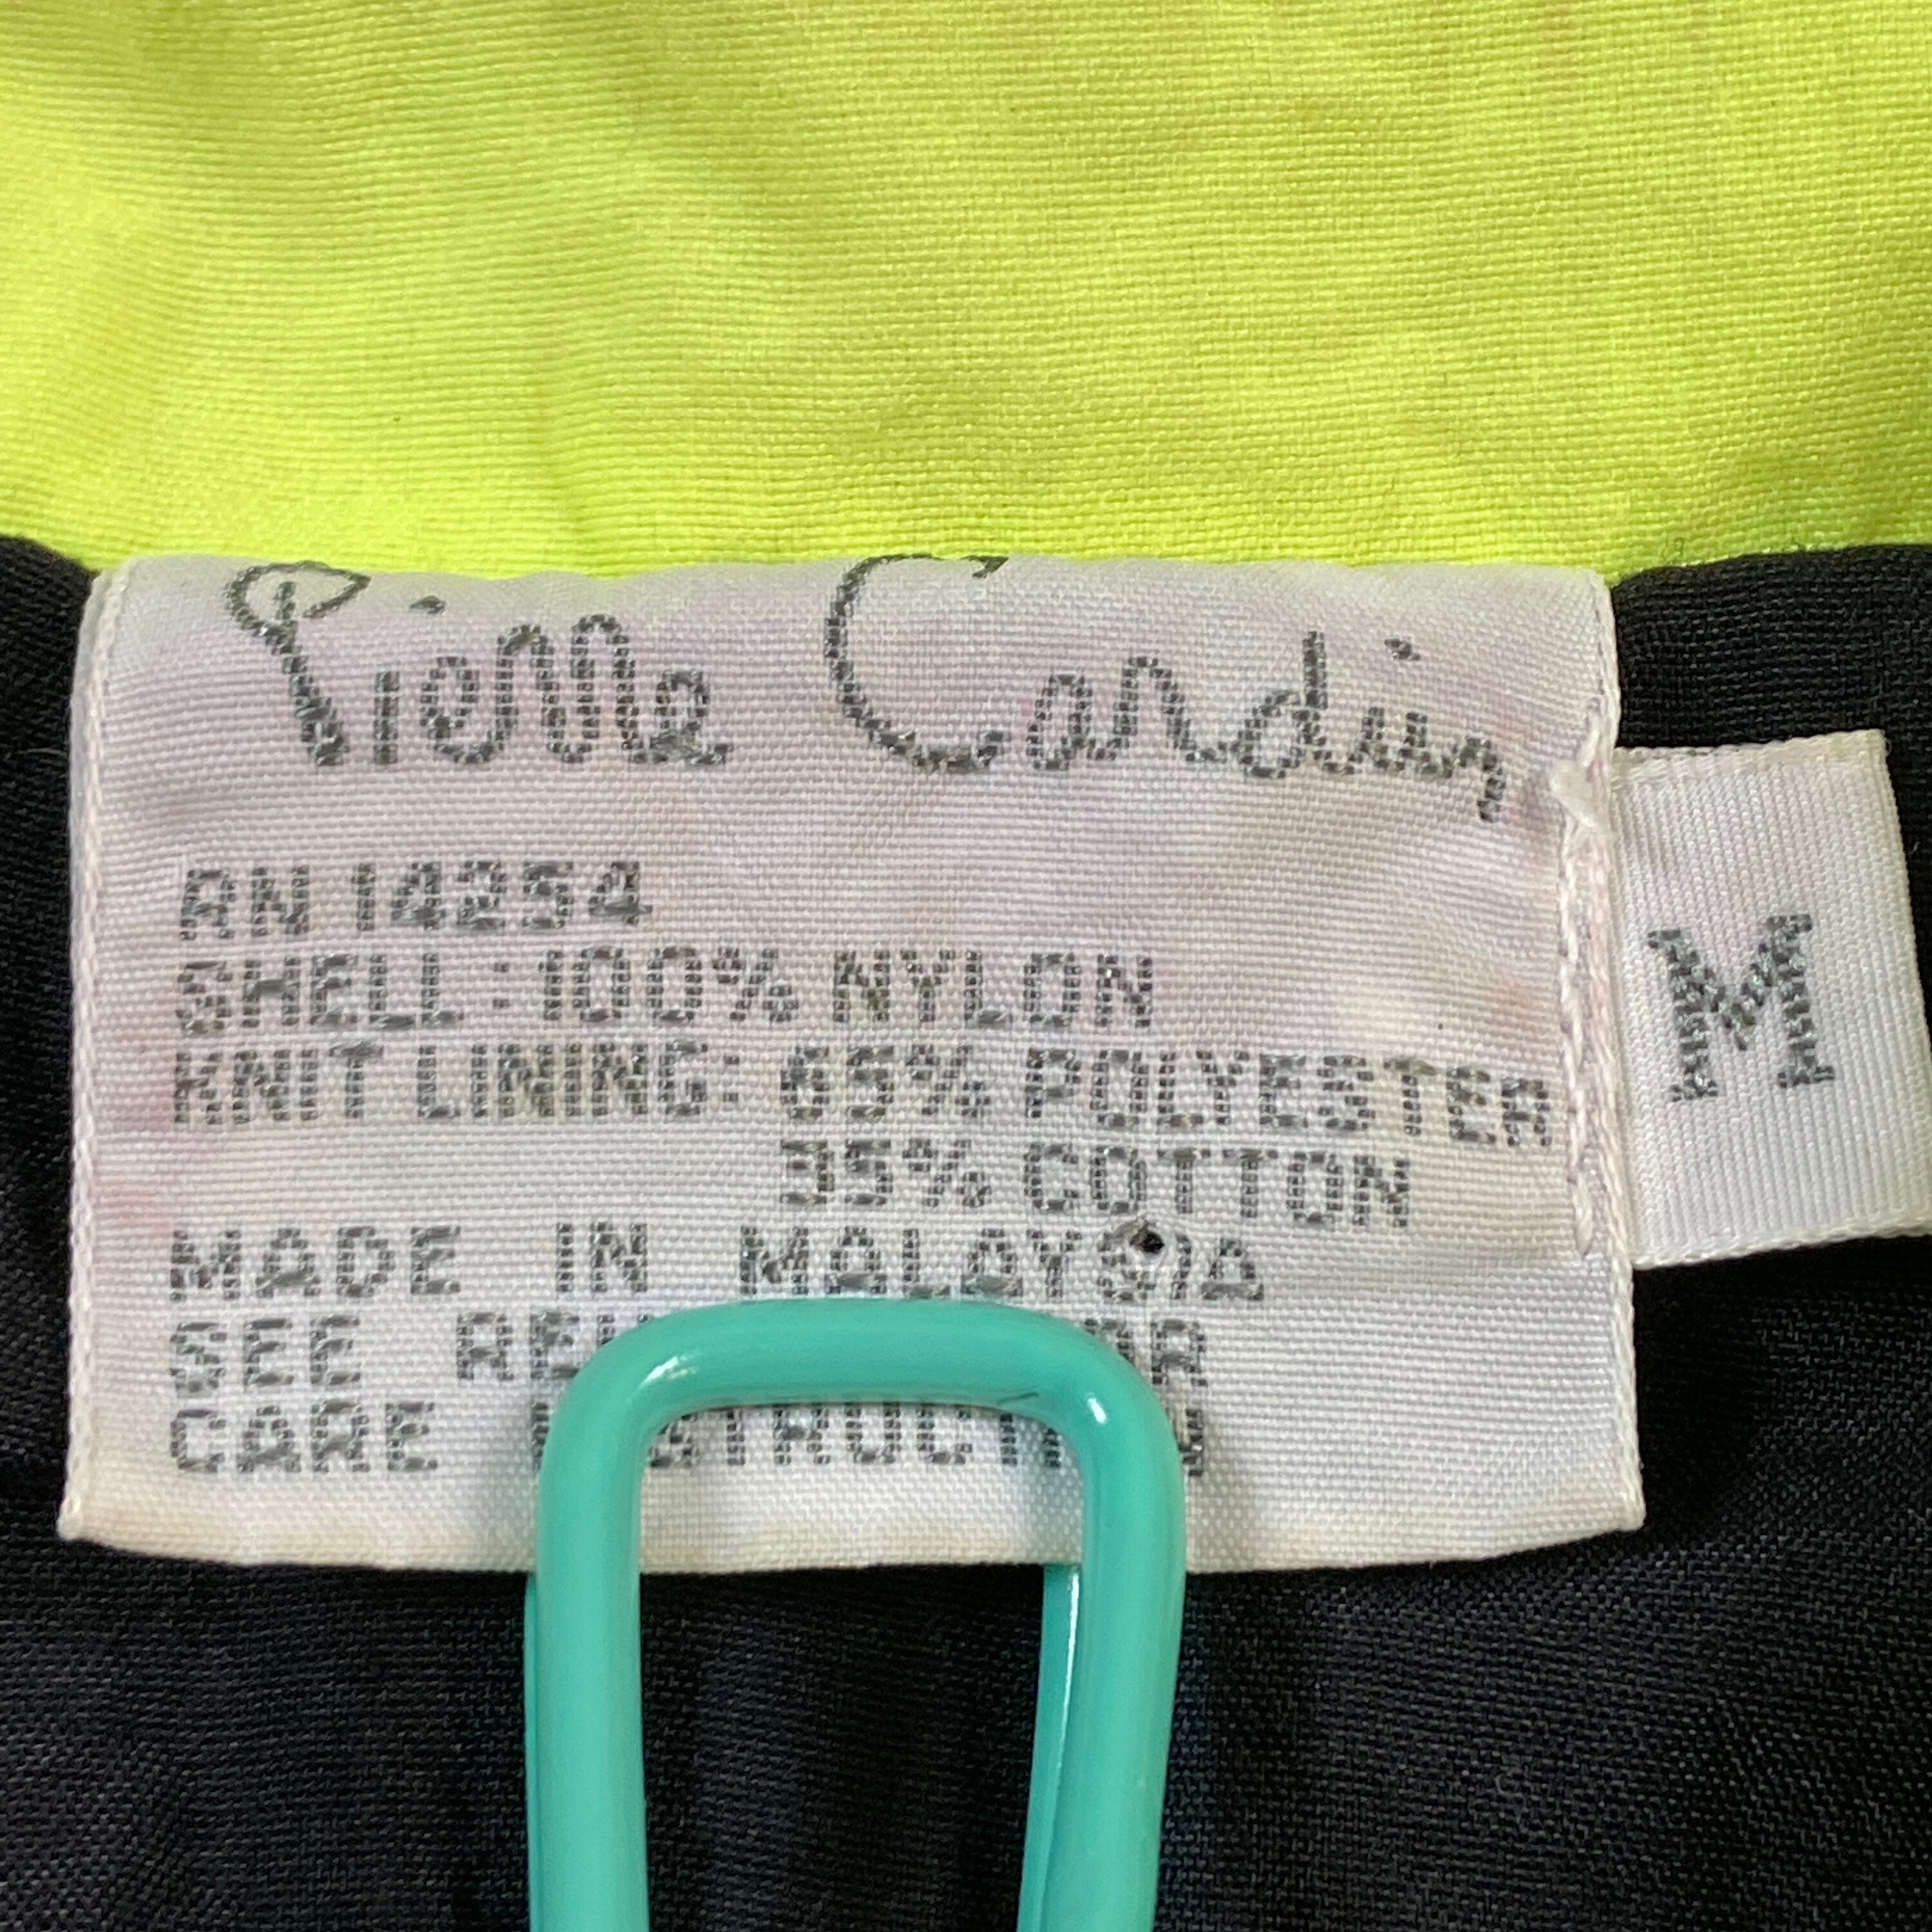 Pierre Cardin
RN 14254
SHELL: 100% NYLON
KNIT LINING: 65% POLYESTER
35% COTTON
MADE IN MALAYSIA
SEE
CARE
M